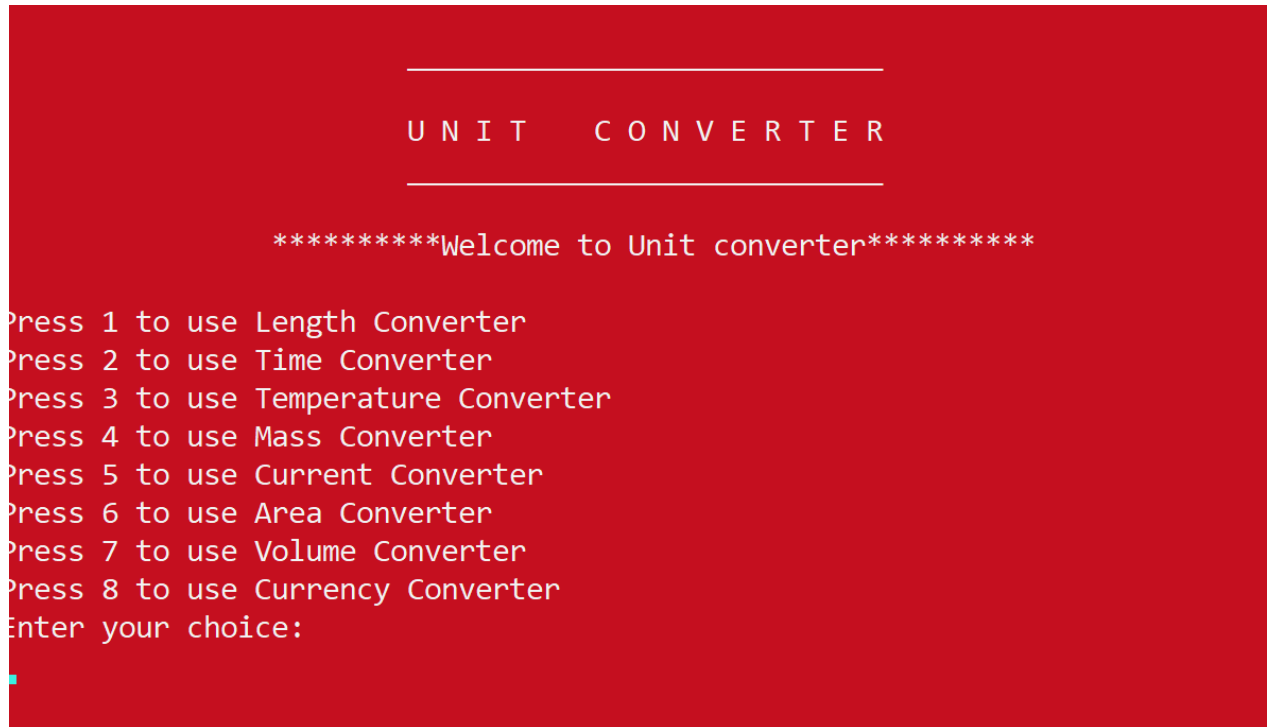 U N I T   C O N V E R T E R
**********Welcome to Unit converter**********
Press 1 to use Length Converter
Press 2 to use Time Converter
Press 3 to use Temperature Converter
Press 4 to use Mass Converter
Press 5 to use Current Converter
Press 6 to use Area Converter
Press 7 to use Volume Converter
Press 8 to use Currency Converter
Enter your choice: